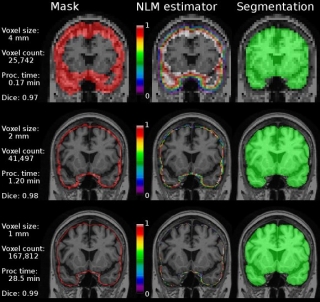 Mask NLM estimator Segmentation
Voxel size:
4 mm
Voxel count:
25,742
Proc. time:
0.17 min
Dice: 0.97
1
0
Voxel size:
2 mm
Voxel count:
41,497
Proc. time:
1.20 min
Dice: 0.98
1
0
Voxel size:
1 mm
Voxel count:
167,812
Proc time:
28.5 min
Dice: 0.99
1
0